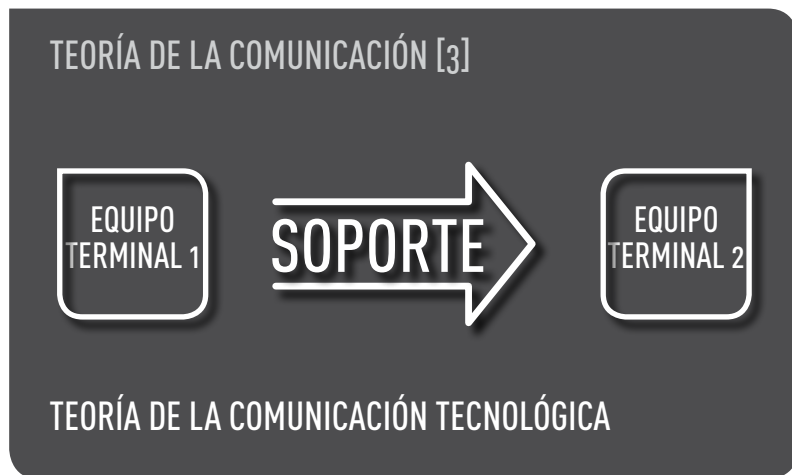 TEORÍA DE LA COMUNICACIÓN [3]
EQUIPO
TERMINAL 1
SOPORTE
EQUIPO
TERMINAL 2
TEORÍA DE LA COMUNICACIÓN TECNOLÓGICA